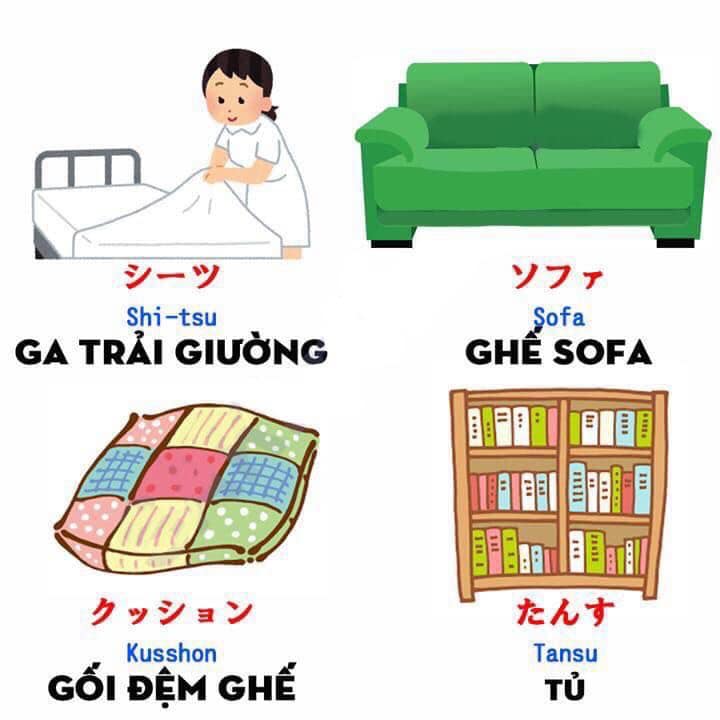 シーツ
Shi-tsu
GA TRẢI GIƯỜNG
ソファ
Sofa
GHẾ SOFA
クッション
Kusshon
GỐI ĐỆM GHẾ
たんす
Tansu
TỦ